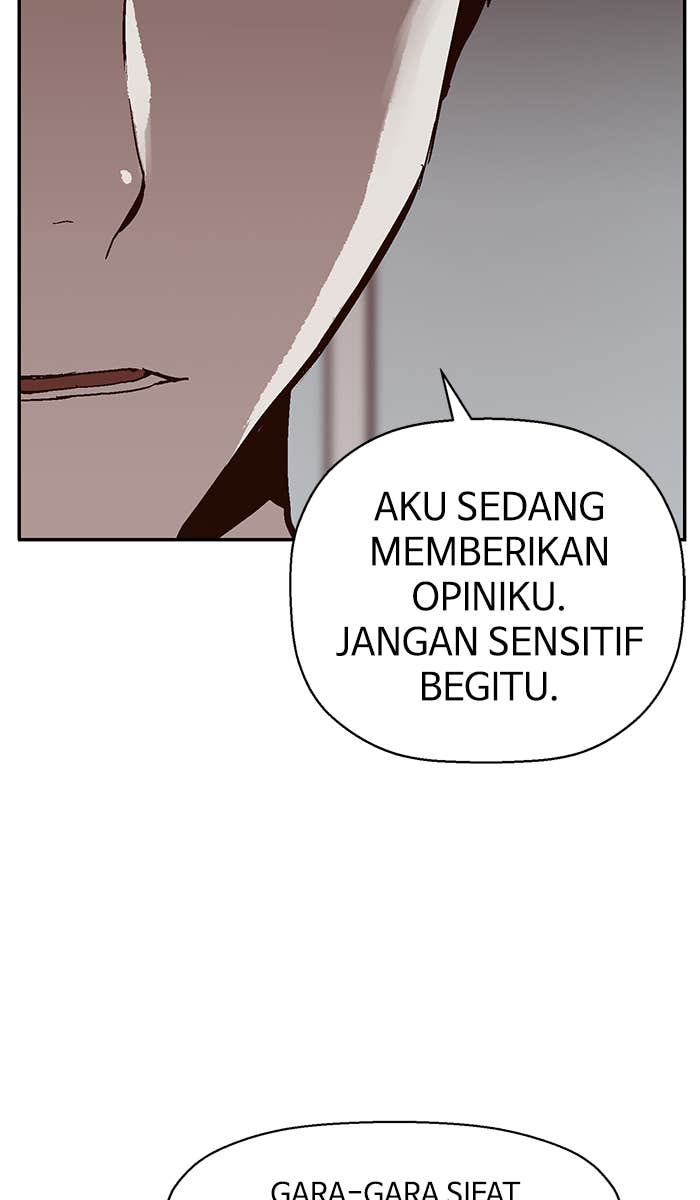 AKU SEDANG
MEMBERIKAN
OPINIKU.
JANGAN SENSITIF
BEGITU.
GARA-GARA SIFAT